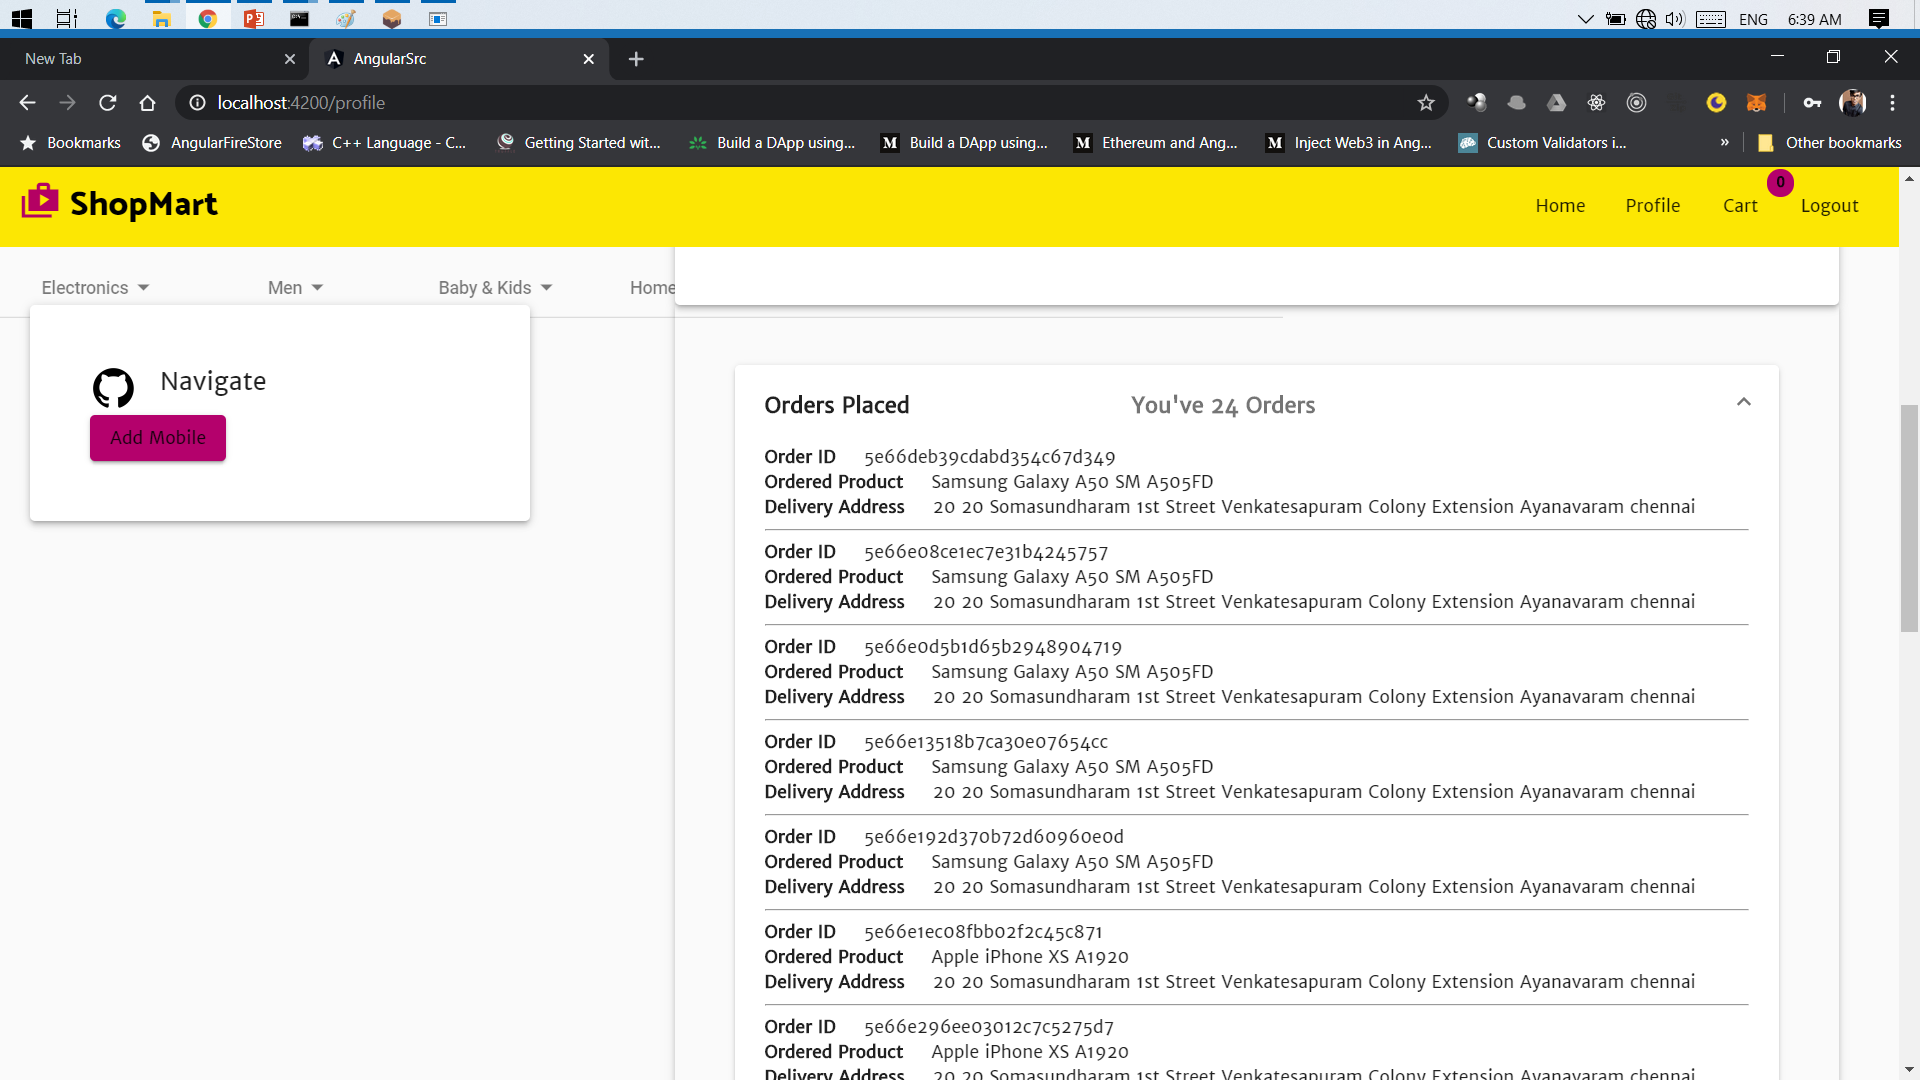 ENG
6:39 AM
New Tab
AngularSrc
localhost:4200/profile
Bookmarks
AngularFireStore
C++ Language - C...
Getting Started wit...
Build a DApp using...
M Build a DApp using...
M Ethereum and Ang...
M Inject Web3 in Ang...
Custom Validators i...
»
Other bookmarks
ShopMart
Home
Profile
Cart
0
Logout
Electronics
Men
Baby & Kids
Home
Navigate
Add Mobile
Orders Placed
You've 24 Orders
Order ID 5e66deb39cdabd354c67d349
Ordered Product Samsung Galaxy A50 SM A505FD
Delivery Address 20 20 Somasundharam 1st Street Venkatesapuram Colony Extension Ayanavaram chennai
Order ID 5e66e08ce1ec7e31b4245757
Ordered Product Samsung Galaxy A50 SM A505FD
Delivery Address 20 20 Somasundharam 1st Street Venkatesapuram Colony Extension Ayanavaram chennai
Order ID 5e66e0d5b1d65b2948904719
Ordered Product Samsung Galaxy A50 SM A505FD
Delivery Address 20 20 Somasundharam 1st Street Venkatesapuram Colony Extension Ayanavaram chennai
Order ID 5e66e13518b7ca30e07654cc
Ordered Product Samsung Galaxy A50 SM A505FD
Delivery Address 20 20 Somasundharam 1st Street Venkatesapuram Colony Extension Ayanavaram chennai
Order ID 5e66e192d370b72d60960e0d
Ordered Product Samsung Galaxy A50 SM A505FD
Delivery Address 20 20 Somasundharam 1st Street Venkatesapuram Colony Extension Ayanavaram chennai
Order ID 5e66e1ec08fbb02f2c45c871
Ordered Product Apple iPhone XS A1920
Delivery Address 20 20 Somasundharam 1st Street Venkatesapuram Colony Extension Ayanavaram chennai
Order ID 5e66e296ee03012c7c5275d7
Ordered Product Apple iPhone XS A1920
Delivery Address 20 20 Somasundharam 1st Street Venkatesapuram Colony Extension Ayanavaram chennai